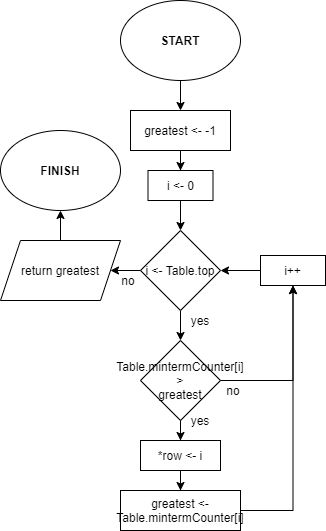 START
greatest <- -1
i <- 0
FINISH
i <- Table.top
i++
return greatest
no
yes
Table.mintermCounter[i]
>
greatest
no
yes
*row <- i
greatest <-
Table.mintermCounter[i]